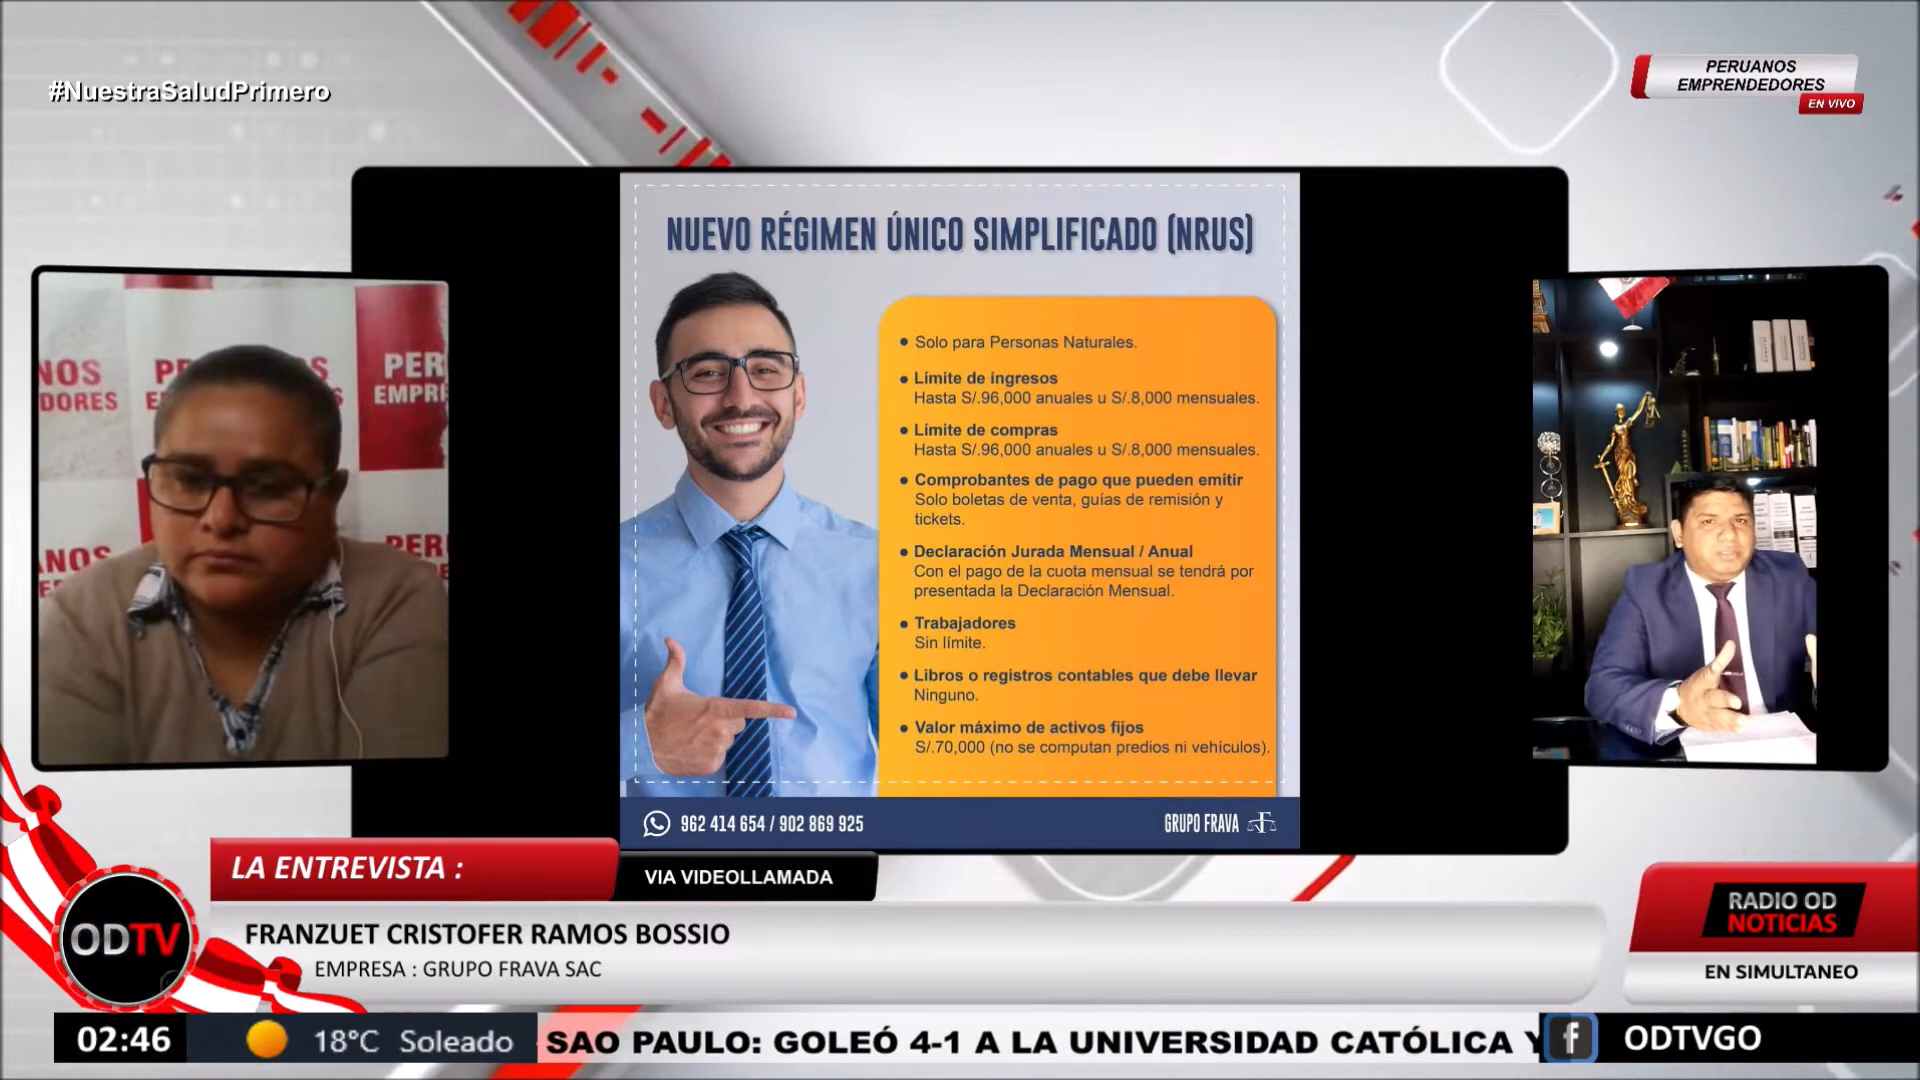 #NuestraSaludPrimero
PERUANOS
EMPRENDEDORES
EN VIVO
NUEVO RÉGIMEN ÚNICO SIMPLIFICADO (NRUS)
• Solo para Personas Naturales.
• Límite de ingresos
Hasta S/.96,000 anuales u S/.8,000 mensuales.
• Límite de compras
Hasta S/.96,000 anuales u S/.8,000 mensuales.
• Comprobantes de pago que pueden emitir
Solo boletas de venta, guías de remisión y
tickets.
• Declaración Jurada Mensual / Anual
Con el pago de la cuota mensual se tendrá por
presentada la Declaración Mensual.
• Trabajadores
Sin límite.
• Libros o registros contables que debe llevar
Ninguno.
• Valor máximo de activos fijos
S/.70,000 (no se computan predios ni vehículos).
962 414 654 / 902 869 925
GRUPO FRAVA
NOS
DORES
PER
EMPR
ANOS
PER
LA ENTREVISTA :
VIA VIDEOLLAMADA
FRANZUET CRISTOFER RAMOS BOSSIO
EMPRESA : GRUPO FRAVA SAC
ODTV
RADIO OD
NOTICIAS
EN SIMULTANEO
02:46
18°C Soleado
SAO PAULO: GOLEÓ 4-1 A LA UNIVERSIDAD CATÓLICA Y
f
ODTVGO